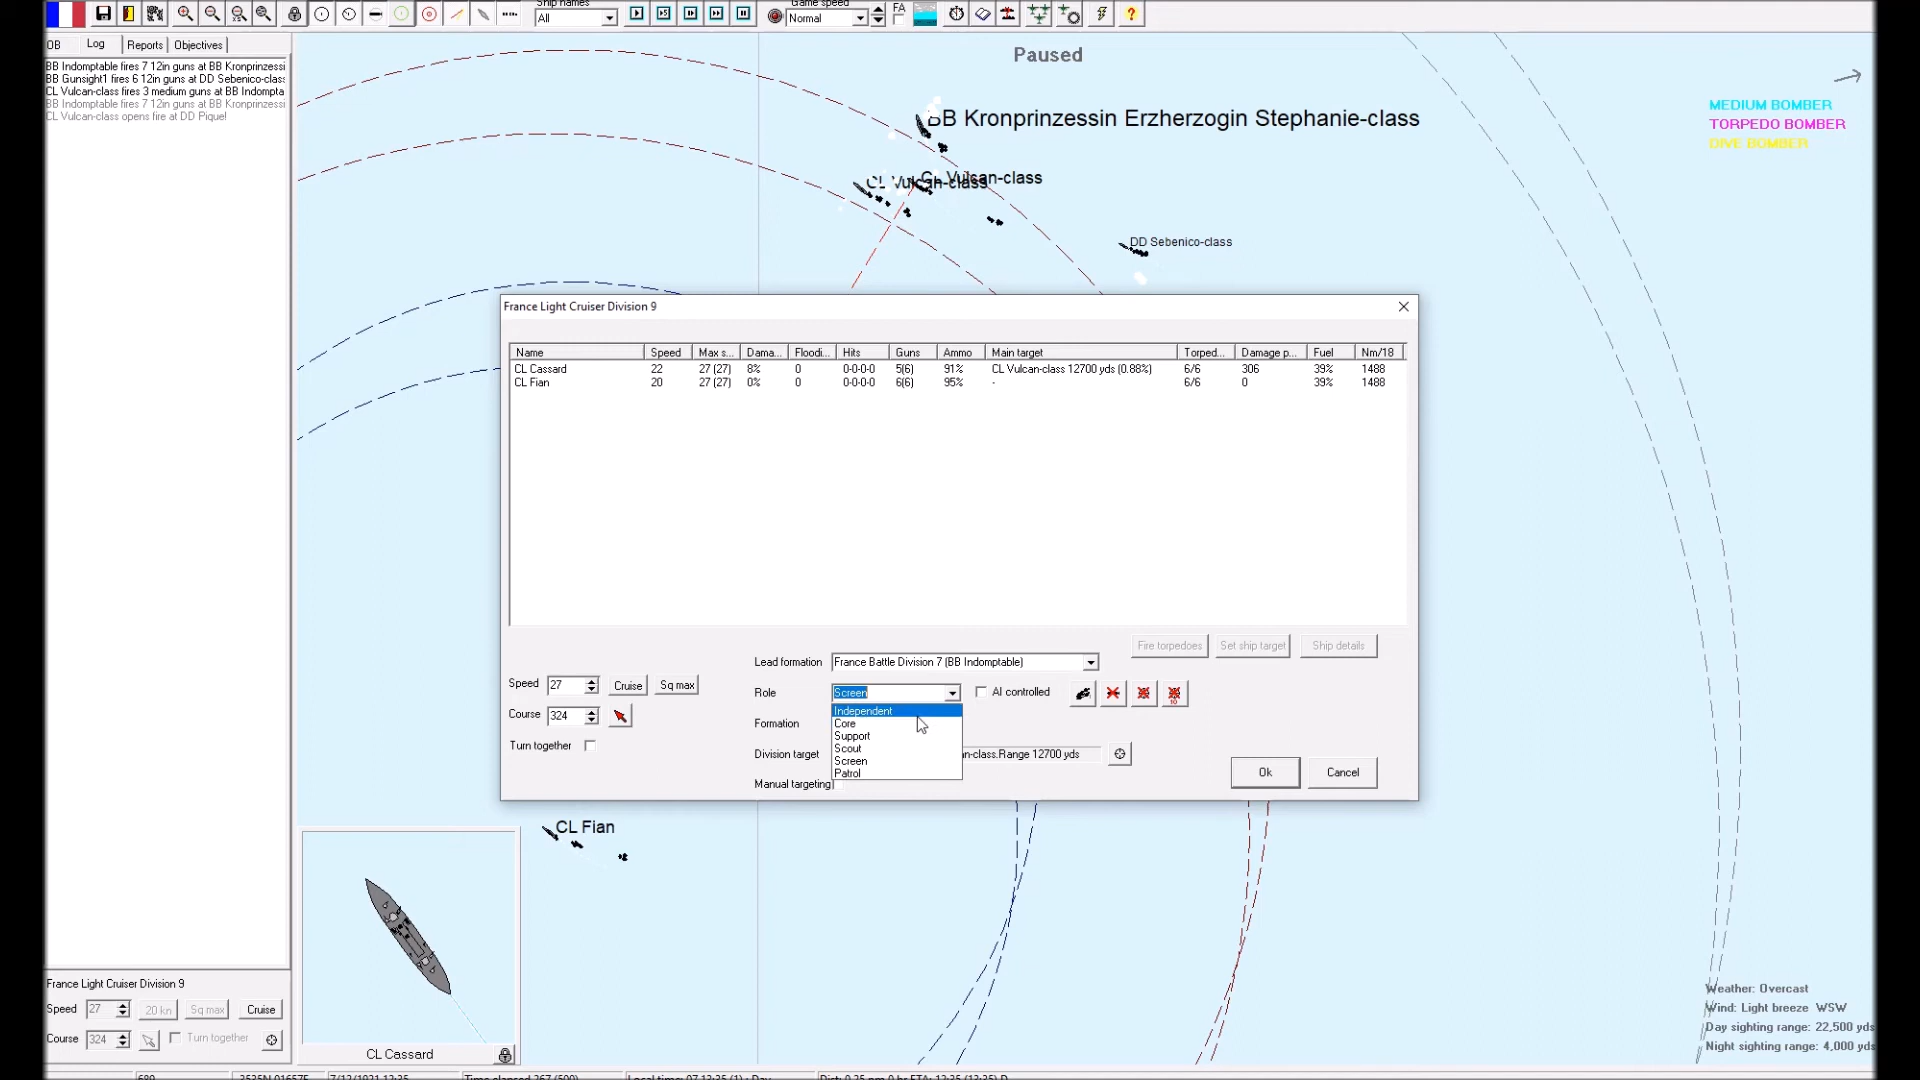 Ship names
Game speed
FA
All
Normal
?
OB Log Reports Objectives
BB Indomptable fires 7 12in guns at BB Kronprinzessi
BB Gunsight1 fires 6 12in guns at DD Sebenico-clas
CL Vulcan-class fires 3 medium guns at BB Indompta
BB Indomptable fires 7 12in guns at BB Kronprinzessi
CL Vulcan-class opens fire at DD Pique!
Paused
MEDIUM BOMBER
TORPEDO BOMBER
DIVE BOMBER
BB Kronprinzessin Erzherzogin Stephanie-class
CL Vulcan-class
CL Vulcan-class
DD Sebenico-class
France Light Cruiser Division 9
Name Speed Max s... Dama... Floodi... Hits Guns Ammo Main target Torped... Damage p... Fuel Nm/18
CL Cassard 22 27 (27) 8% 0 0-0-0-0 5(6) 91% CL Vulcan-class 12700 yds (0.88%) 6/6 306 39% 1488
CL Fian 20 27 (27) 0% 0 0-0-0-0 6(6) 95% - 6/6 0 39% 1488
Fire torpedoes Set ship target Ship details
Lead formation France Battle Division 7 (BB Indomptable)
Speed 27 Cruise Sq max
Role Screen AI controlled
10
Independent
Core
Support
Scout
Screen
Patrol
Course 324
Formation
Turn together
Division target n-class.Range 12700 yds
Manual targeting
Ok Cancel
CL Fian
CL Cassard
France Light Cruiser Division 9
Speed 27 20 kn Sq max Cruise
Course 324 Turn together
Weather: Overcast
Wind: Light breeze WSW
Day sighting range: 22,500 yds
Night sighting range: 4,000 yds